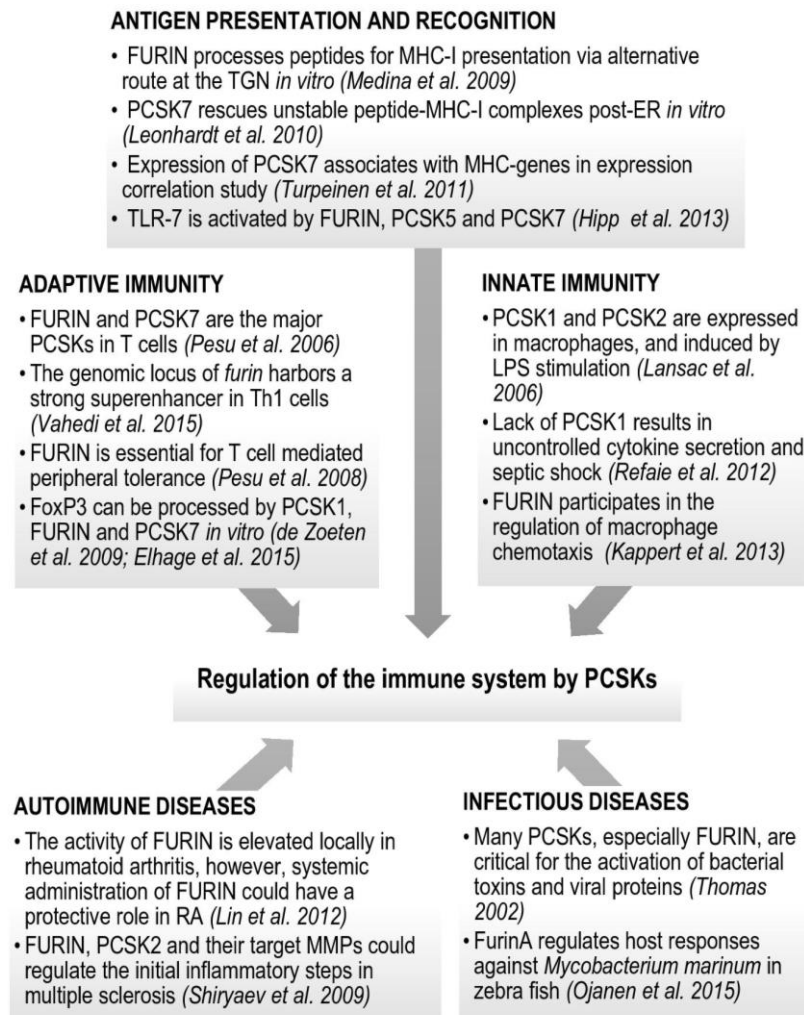 ANTIGEN PRESENTATION AND RECOGNITION
• FURIN processes peptides for MHC-I presentation via alternative
route at the TGN in vitro (Medina et al. 2009)
• PCSK7 rescues unstable peptide-MHC-I complexes post-ER in vitro
(Leonhardt et al. 2010)
• Expression of PCSK7 associates with MHC-genes in expression
correlation study (Turpeinen et al. 2011)
• TLR-7 is activated by FURIN, PCSK5 and PCSK7 (Hipp et al. 2013)
ADAPTIVE IMMUNITY
• FURIN and PCSK7 are the major
PCSKs in T cells (Pesu et al. 2006)
• The genomic locus of furin harbors a
strong superenhancer in Th1 cells
(Vahedi et al. 2015)
• FURIN is essential for T cell mediated
peripheral tolerance (Pesu et al. 2008)
• FoxP3 can be processed by PCSK1,
FURIN and PCSK7 in vitro (de Zoeten
et al. 2009; Elhage et al. 2015)
INNATE IMMUNITY
• PCSK1 and PCSK2 are expressed
in macrophages, and induced by
LPS stimulation (Lansac et al.
2006)
• Lack of PCSK1 results in
uncontrolled cytokine secretion and
septic shock (Refaie et al. 2012)
• FURIN participates in the
regulation of macrophage
chemotaxis (Kappert et al. 2013)
Regulation of the immune system by PCSKs
AUTOIMMUNE DISEASES
• The activity of FURIN is elevated locally in
rheumatoid arthritis, however, systemic
administration of FURIN could have a
protective role in RA (Lin et al. 2012)
• FURIN, PCSK2 and their target MMPs could
regulate the initial inflammatory steps in
multiple sclerosis (Shiryaev et al. 2009)
INFECTIOUS DISEASES
• Many PCSKs, especially FURIN, are
critical for the activation of bacterial
toxins and viral proteins (Thomas
2002)
• FurinA regulates host responses
against Mycobacterium marinum in
zebra fish (Ojanen et al. 2015)